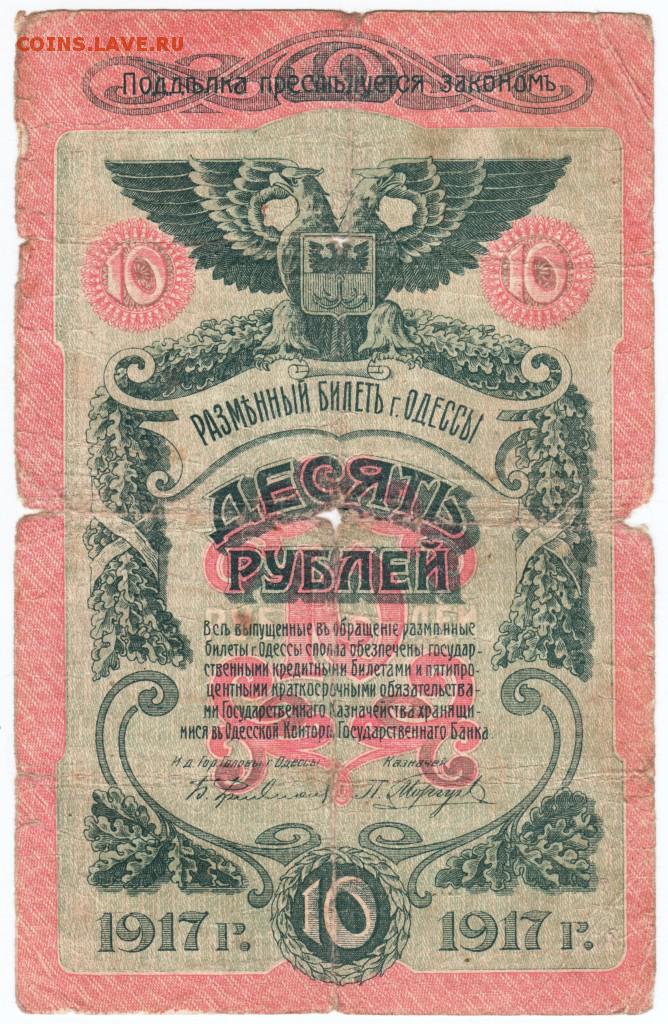 COINS.LAVE.RU
Поддѣлка преслѣдуется закономъ.
10 10
РАЗМѢННЫЙ БИЛЕТЪ Г. ОДЕССЫ
ДЕСЯТЬ
РУБЛЕЙ
Всѣ выпущенные въ обращеніе размѣнные
билеты г. Одессы сполна обезпечены государ-
ственными кредитными билетами и пятипро-
центными краткосрочными обязательства-
ми Государственнаго Казначейства хранящи-
мися въ Одесской Конторѣ Государственнаго Банка.
И д. Гор. Головы г. Одессы Казначей
10
1917 г. 1917 г.